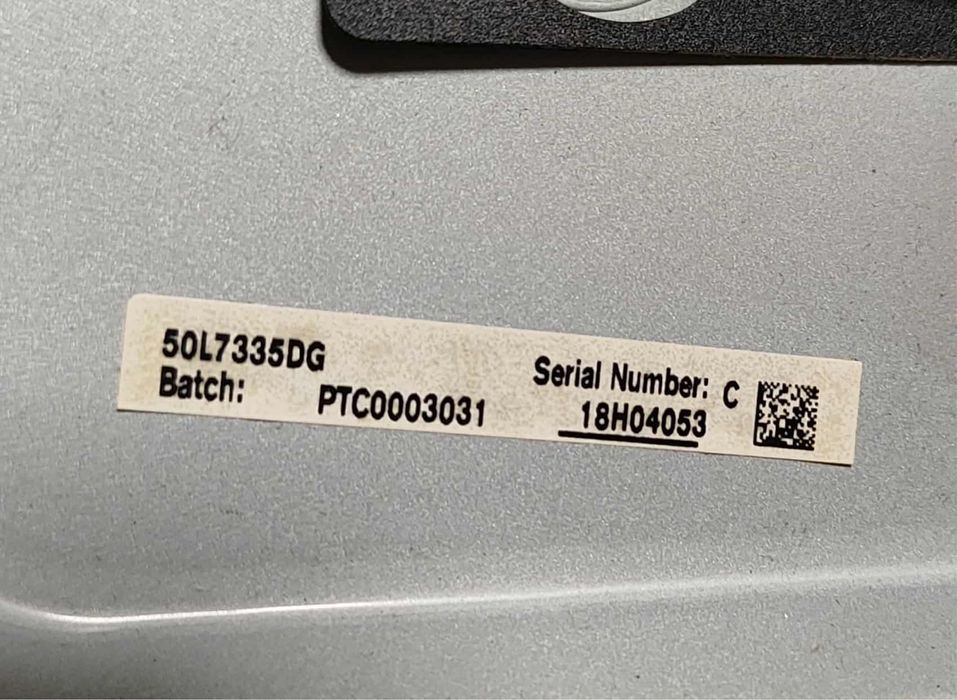 50L7335DG
Batch: PTC0003031
Serial Number: C
18H04053